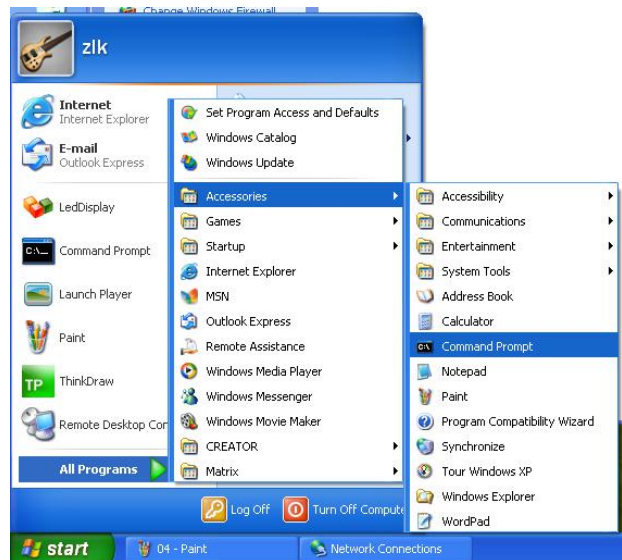 Change Windows Firewall
zlk
Internet
Internet Explorer
E-mail
Outlook Express
LedDisplay
C:\_
Command Prompt
Launch Player
Paint
TP
ThinkDraw
Remote Desktop Con
All Programs
Set Program Access and Defaults
Windows Catalog
Windows Update
Accessories
Games
Startup
Internet Explorer
MSN
Outlook Express
Remote Assistance
Windows Media Player
Windows Messenger
Windows Movie Maker
CREATOR
Matrix
Accessibility
Communications
Entertainment
System Tools
Address Book
Calculator
Command Prompt
Notepad
Paint
Program Compatibility Wizard
Synchronize
Tour Windows XP
Windows Explorer
WordPad
Log Off
Turn Off Compute
start
04 - Paint
Network Connections